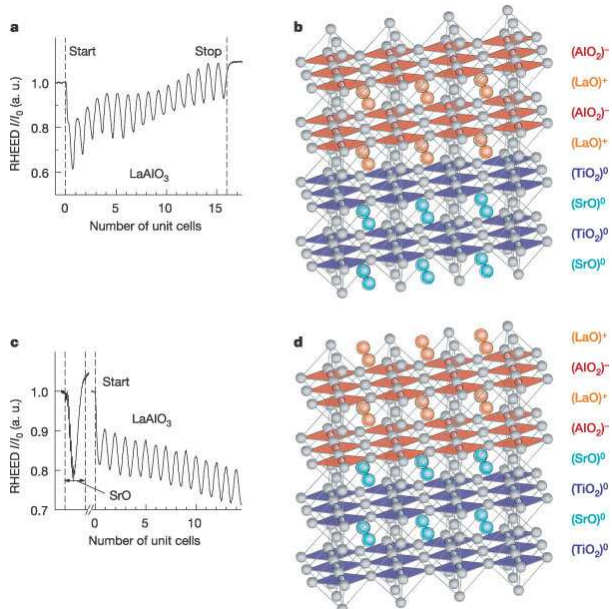 a
Start
Stop
RHEED I/I₀ (a. u.)
1.0
0.8
0.6
LaAlO₃
0
5
10
15
Number of unit cells
b
(AlO₂)⁻
(LaO)⁺
(AlO₂)⁻
(LaO)⁺
(TiO₂)⁰
(SrO)⁰
(TiO₂)⁰
(SrO)⁰
c
Start
RHEED I/I₀ (a. u.)
1.0
0.9
0.8
0.7
LaAlO₃
SrO
0
5
10
Number of unit cells
d
(LaO)⁺
(AlO₂)⁻
(LaO)⁺
(AlO₂)⁻
(SrO)⁰
(TiO₂)⁰
(SrO)⁰
(TiO₂)⁰